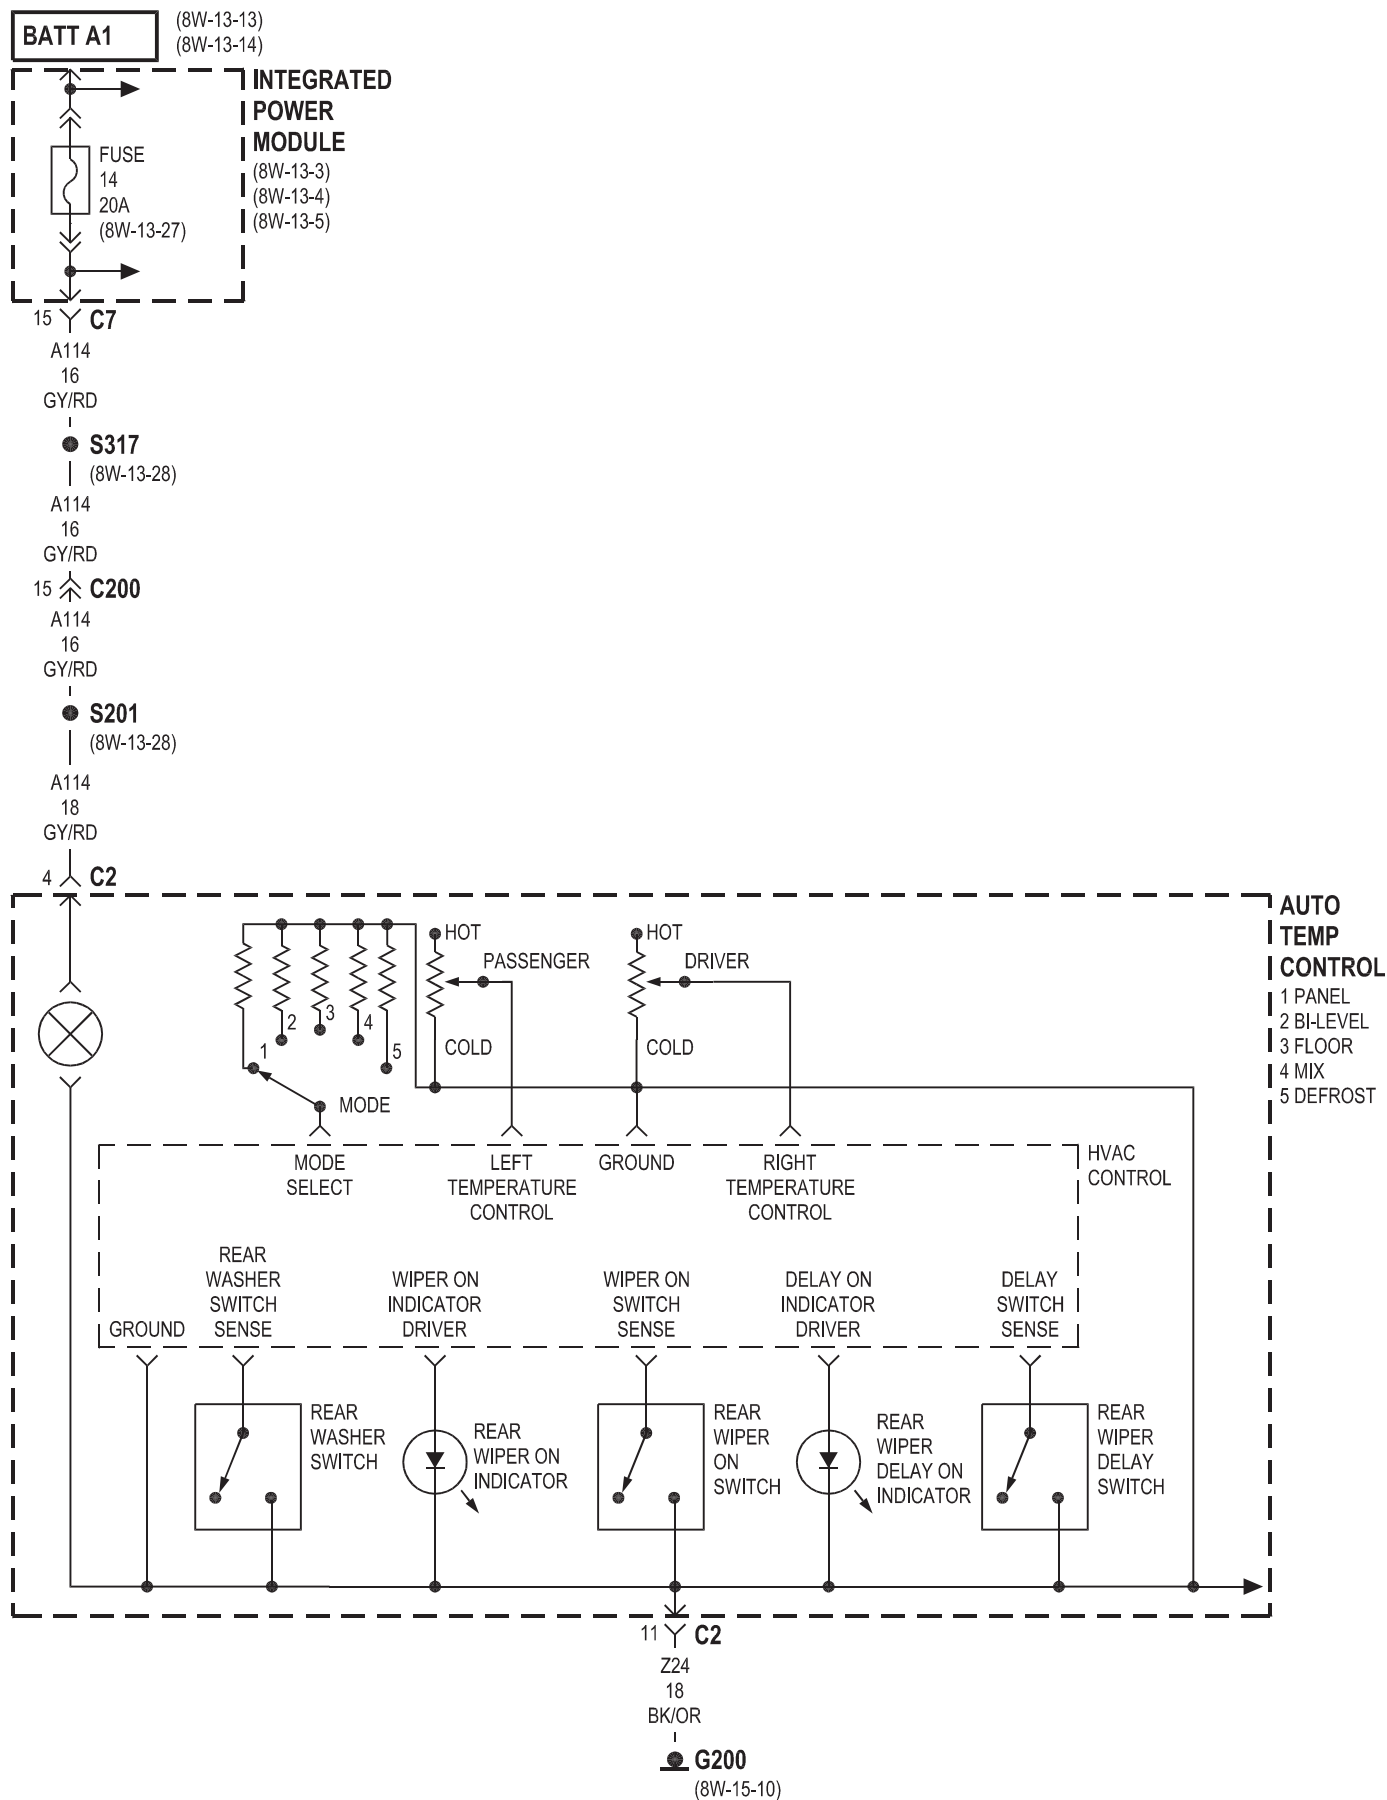 BATT A1
(8W-13-13)
(8W-13-14)
INTEGRATED
POWER
MODULE
(8W-13-3)
(8W-13-4)
(8W-13-5)
FUSE
14
20A
(8W-13-27)
15
C7
A114
16
GY/RD
S317
(8W-13-28)
A114
16
GY/RD
15
C200
A114
16
GY/RD
S201
(8W-13-28)
A114
18
GY/RD
4
C2
AUTO
TEMP
CONTROL
1 PANEL
2 BI-LEVEL
3 FLOOR
4 MIX
5 DEFROST
HOT
PASSENGER
COLD
HOT
DRIVER
COLD
1
2
3
4
5
MODE
HVAC
CONTROL
MODE
SELECT
LEFT
TEMPERATURE
CONTROL
GROUND
RIGHT
TEMPERATURE
CONTROL
GROUND
REAR
WASHER
SWITCH
SENSE
WIPER ON
INDICATOR
DRIVER
WIPER ON
SWITCH
SENSE
DELAY ON
INDICATOR
DRIVER
DELAY
SWITCH
SENSE
REAR
WASHER
SWITCH
REAR
WIPER ON
INDICATOR
REAR
WIPER
ON
SWITCH
REAR
WIPER
DELAY ON
INDICATOR
REAR
WIPER
DELAY
SWITCH
11
C2
Z24
18
BK/OR
G200
(8W-15-10)